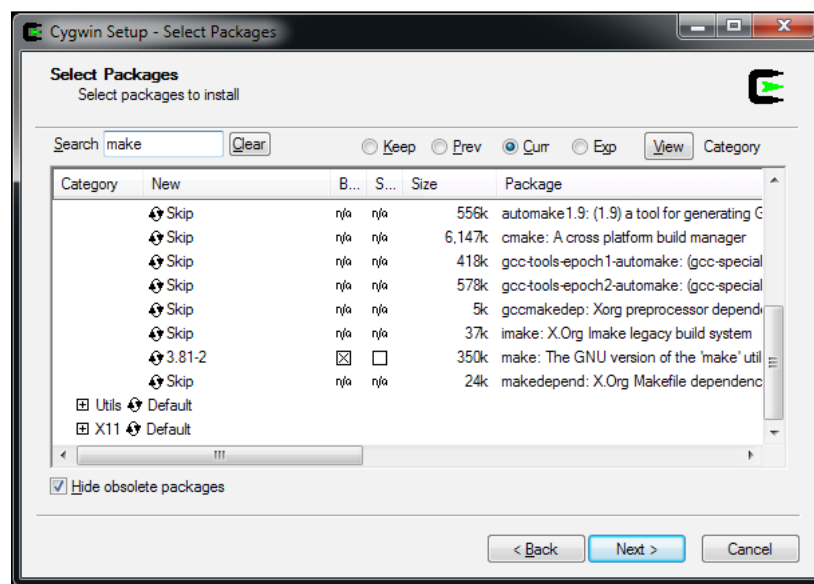 Cygwin Setup - Select Packages
Select Packages
Select packages to install
Search make Clear Keep Prev Curr Exp View Category
Category New B... S... Size Package
Skip n/a n/a 556k automake1.9: (1.9) a tool for generating G
Skip n/a n/a 6,147k cmake: A cross platform build manager
Skip n/a n/a 418k gcc-tools-epoch1-automake: (gcc-special
Skip n/a n/a 578k gcc-tools-epoch2-automake: (gcc-special
Skip n/a n/a 5k gccmakedep: Xorg preprocessor depend
Skip n/a n/a 37k imake: X.Org Imake legacy build system
3.81-2 350k make: The GNU version of the 'make' util
Skip n/a n/a 24k makedepend: X.Org Makefile dependenc
Utils Default
X11 Default
Hide obsolete packages
< Back Next > Cancel